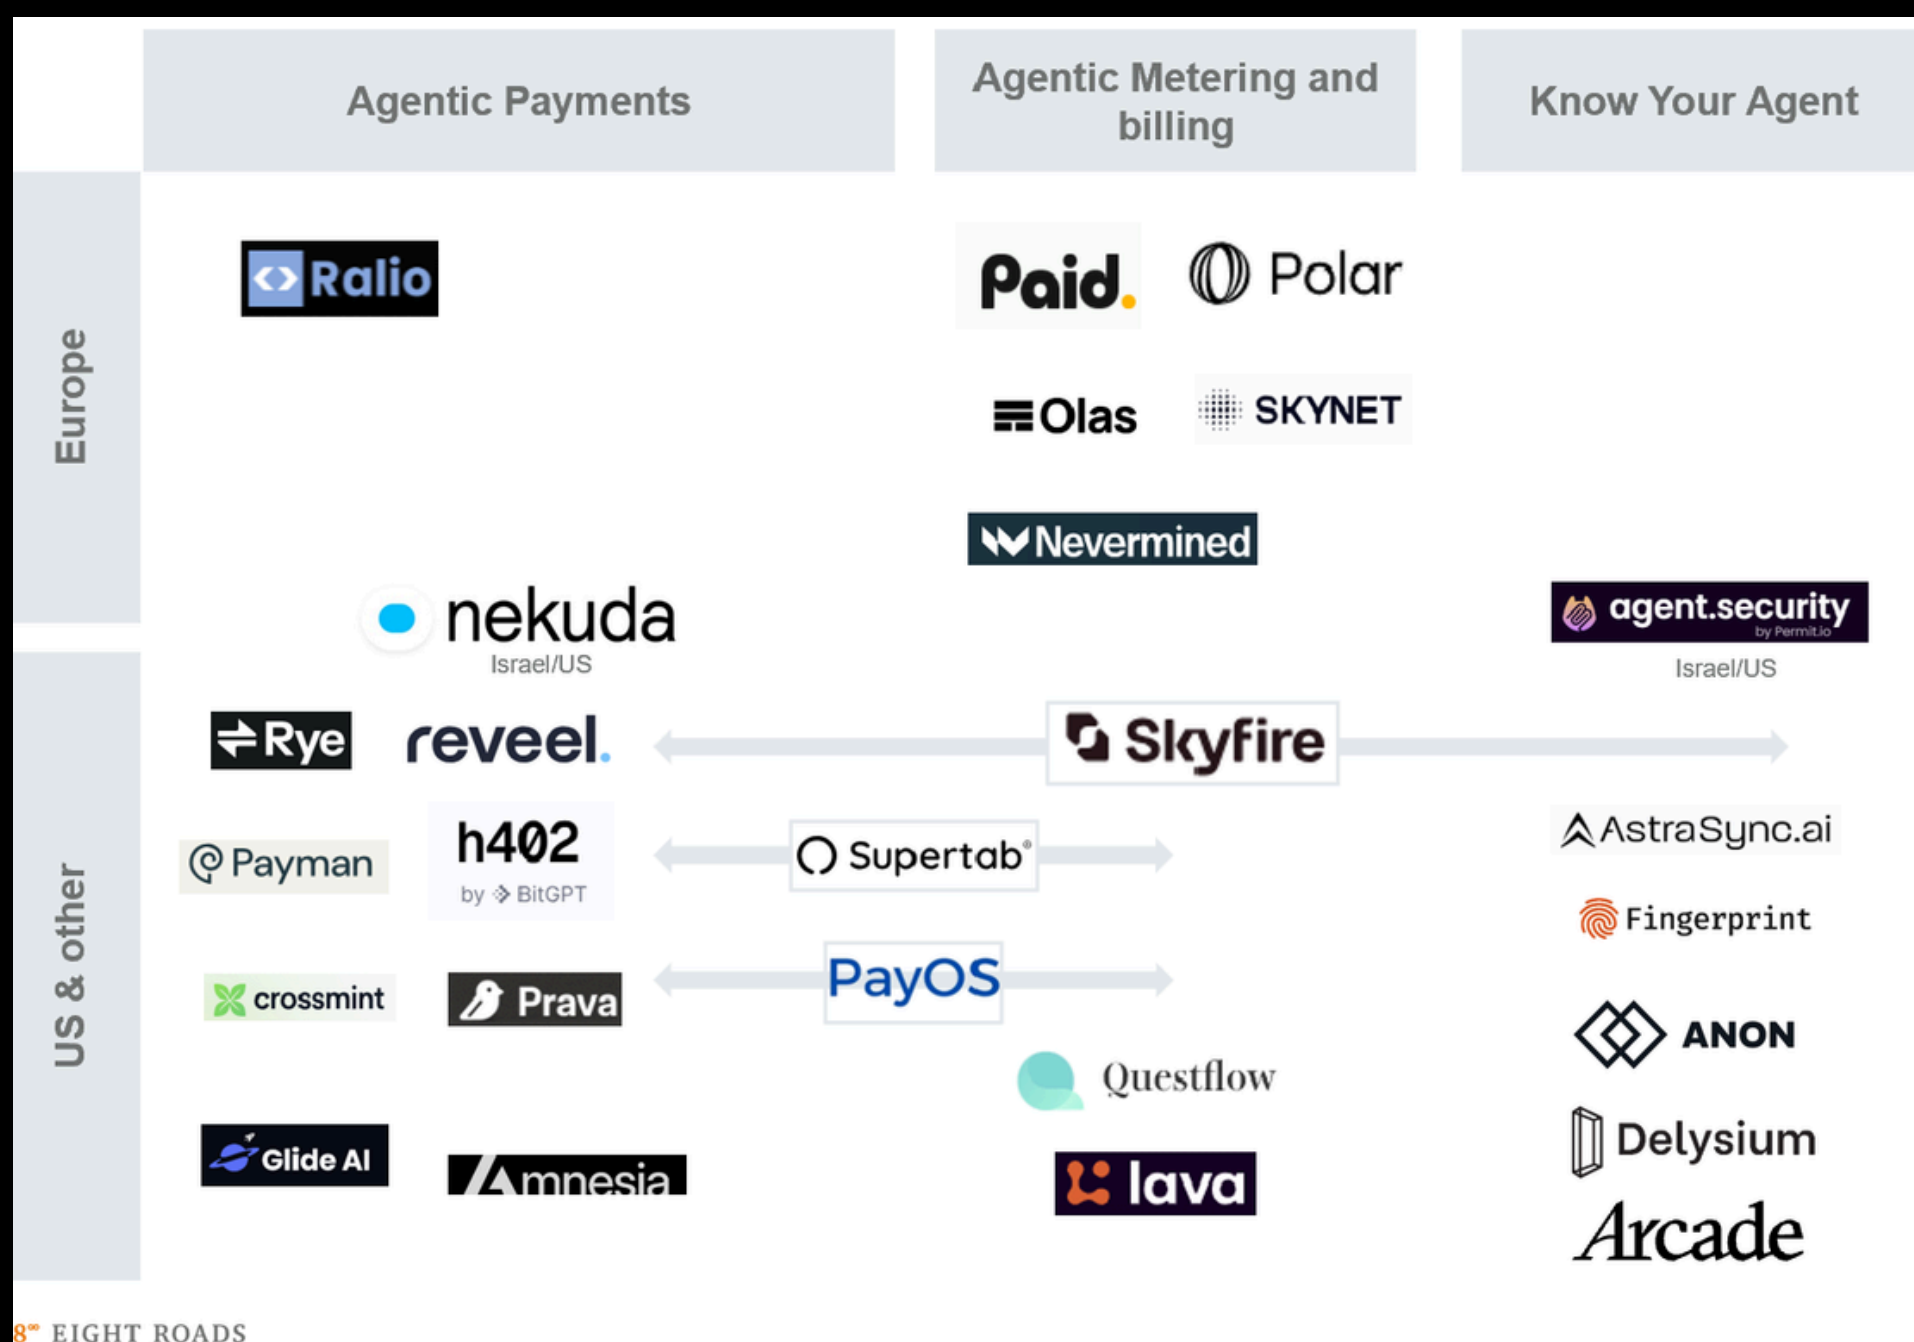 Agentic Payments
Agentic Metering and
billing
Know Your Agent
Europe
Ralio
Paid.
Polar
Olas
SKYNET
Nevermined
nekuda
Israel/US
agent.security
by Permit.io
Israel/US
US & other
Rye
reveel.
Skyfire
Payman
h402
by BitGPT
Supertab®
AstraSync.ai
Fingerprint
crossmint
Prava
PayOS
ANON
Questflow
Glide AI
Amnesia
lava
Delysium
Arcade
8∞ EIGHT ROADS